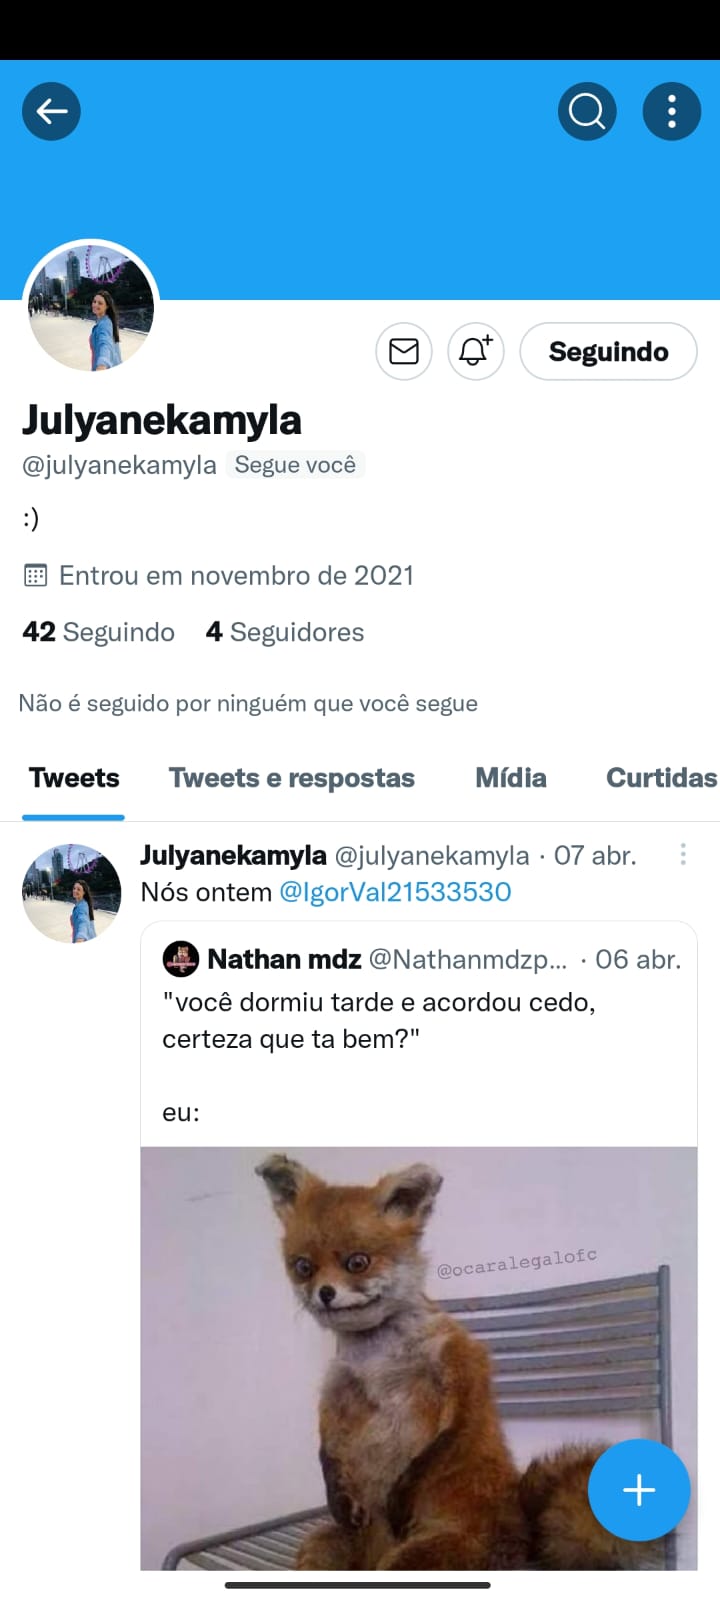 Seguindo
Julyanekamyla
@julyanekamyla Segue você
:)
Entrou em novembro de 2021
42 Seguindo 4 Seguidores
Não é seguido por ninguém que você segue
Tweets Tweets e respostas Mídia Curtidas
Julyanekamyla @julyanekamyla · 07 abr.
Nós ontem @IgorVal21533530
Nathan mdz @Nathanmdzp... · 06 abr.
"você dormiu tarde e acordou cedo,
certeza que ta bem?"
eu:
@ocaralegalofc